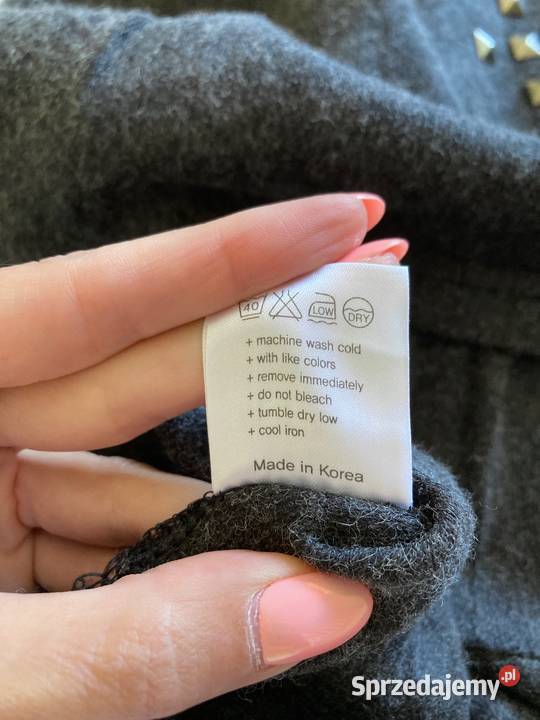 40 LOW DRY
+ machine wash cold
+ with like colors
+ remove immediately
+ do not bleach
+ tumble dry low
+ cool iron
Made in Korea
Sprzedajemy.pl